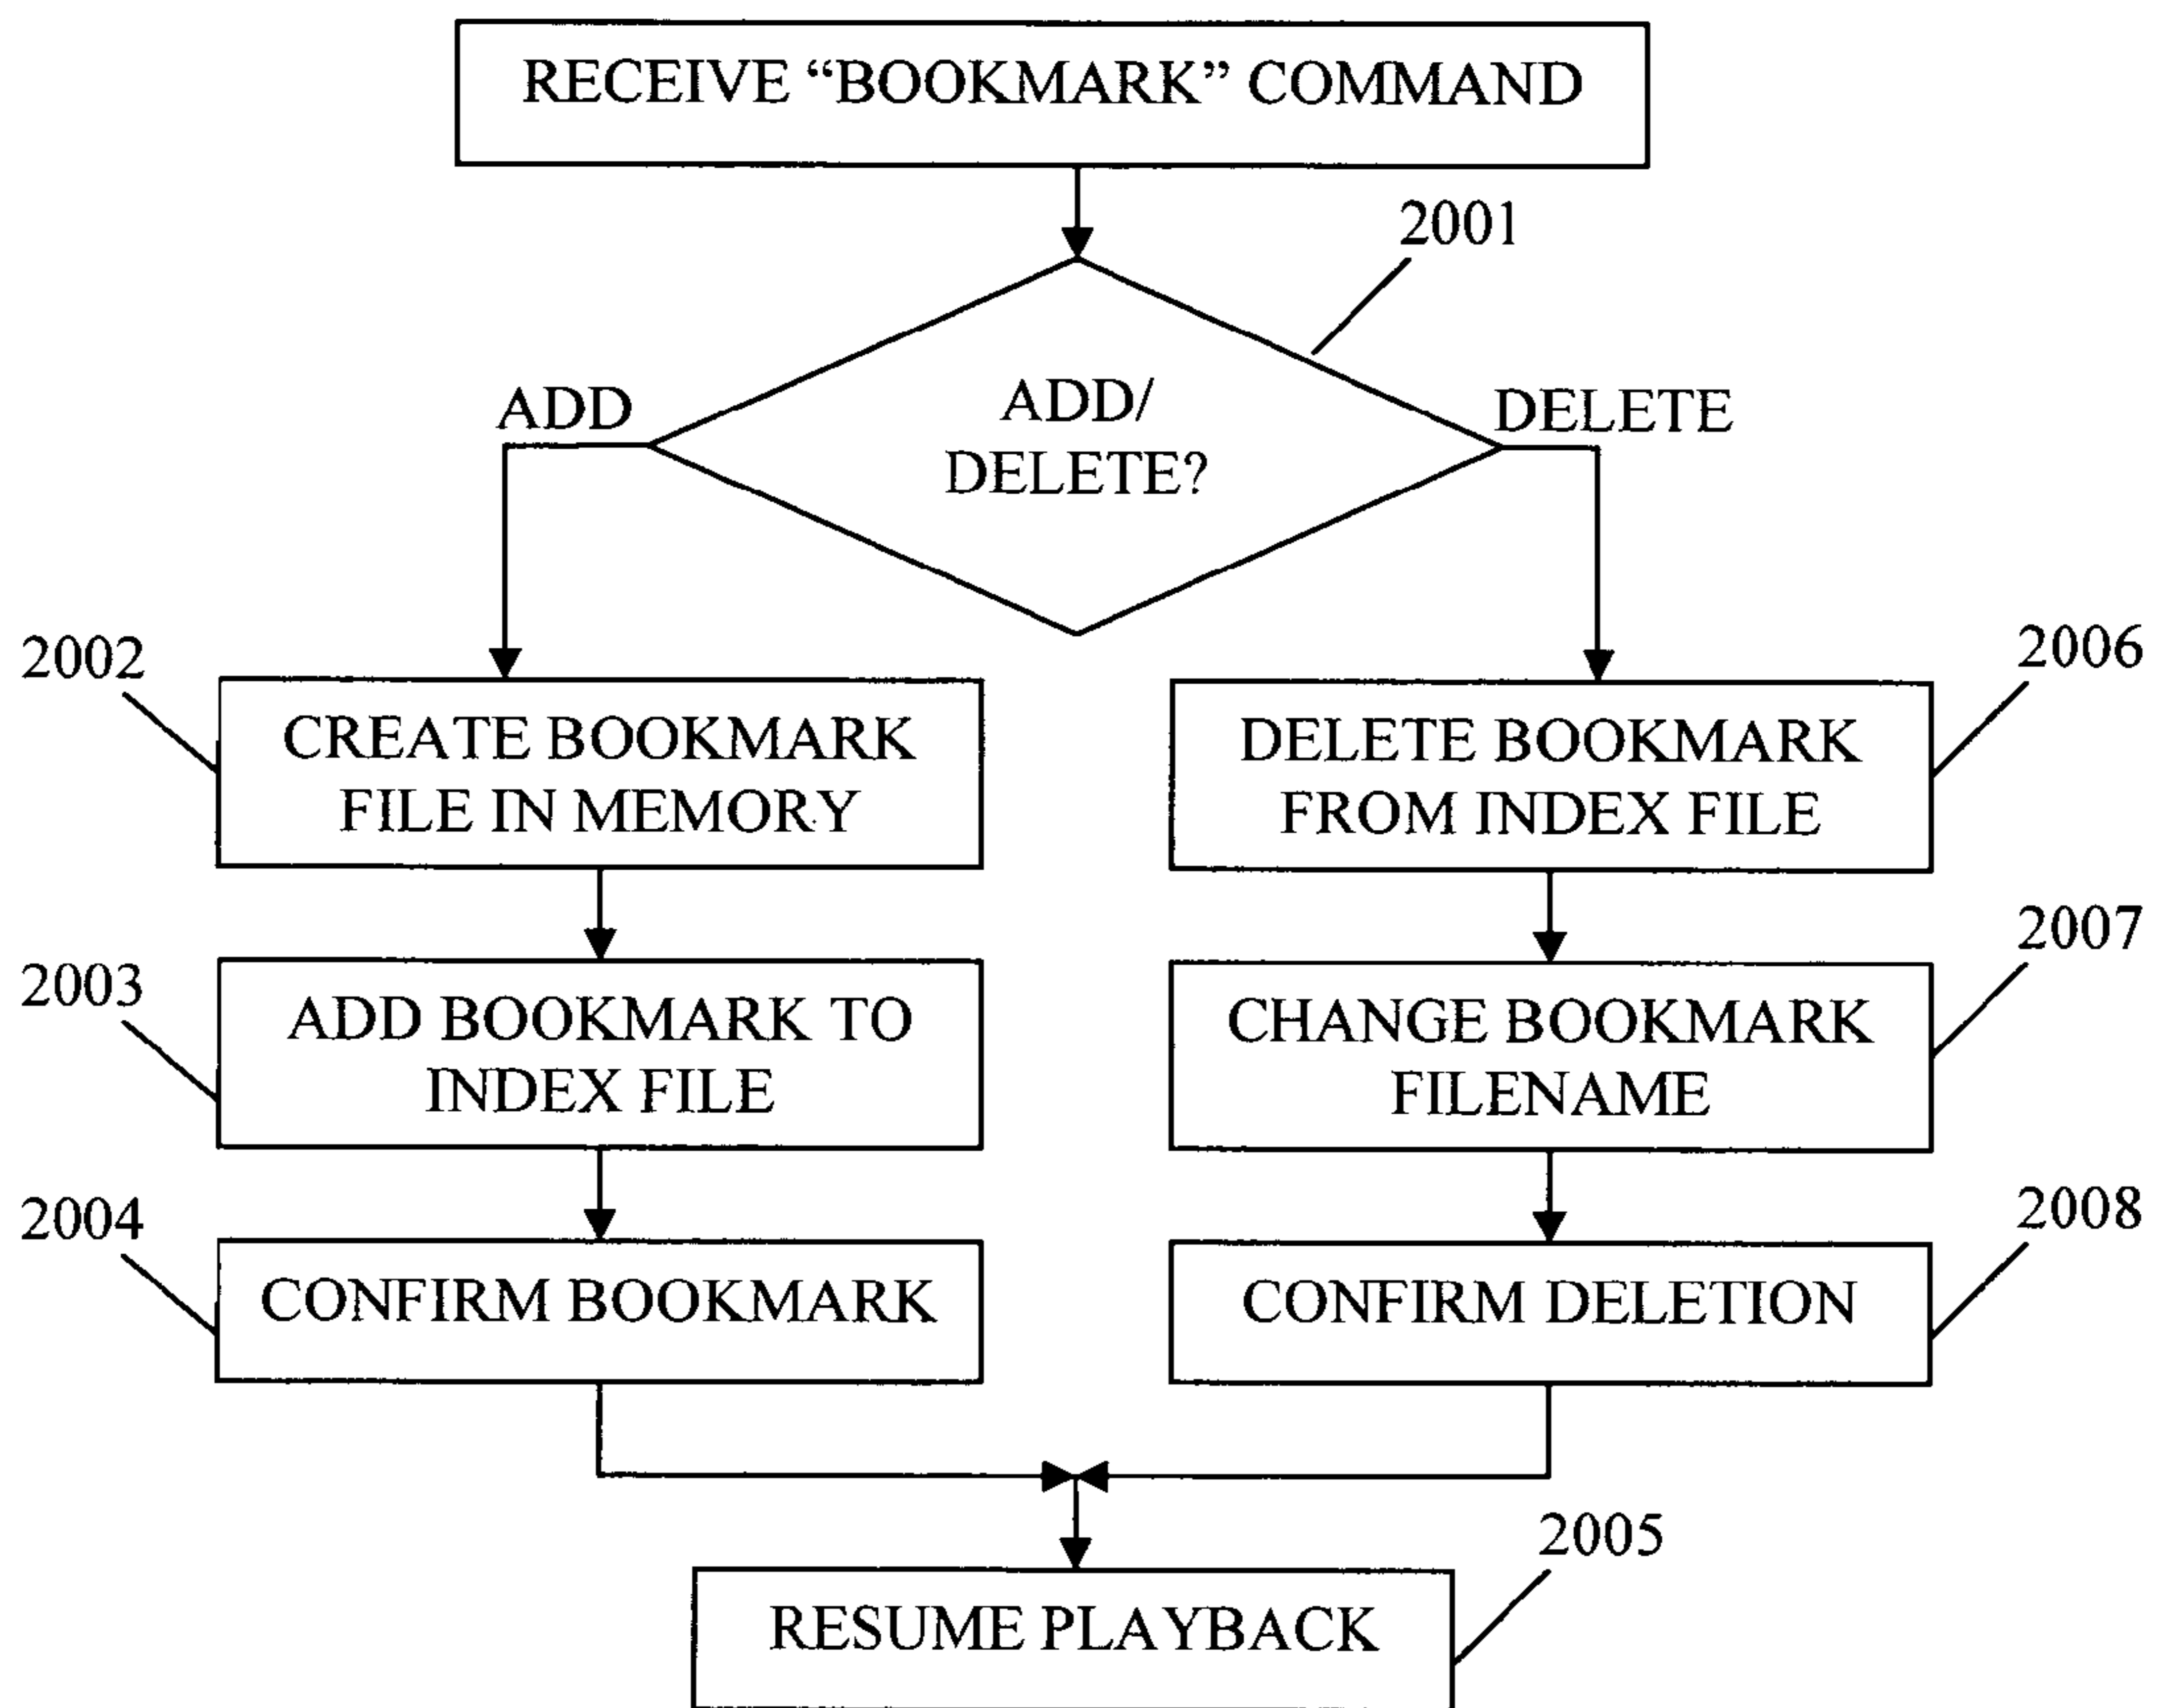 RECEIVE “BOOKMARK” COMMAND
2001
ADD
ADD/
DELETE?
DELETE
2002
CREATE BOOKMARK
FILE IN MEMORY
2006
DELETE BOOKMARK
FROM INDEX FILE
2003
ADD BOOKMARK TO
INDEX FILE
2007
CHANGE BOOKMARK
FILENAME
2004
CONFIRM BOOKMARK
2008
CONFIRM DELETION
2005
RESUME PLAYBACK